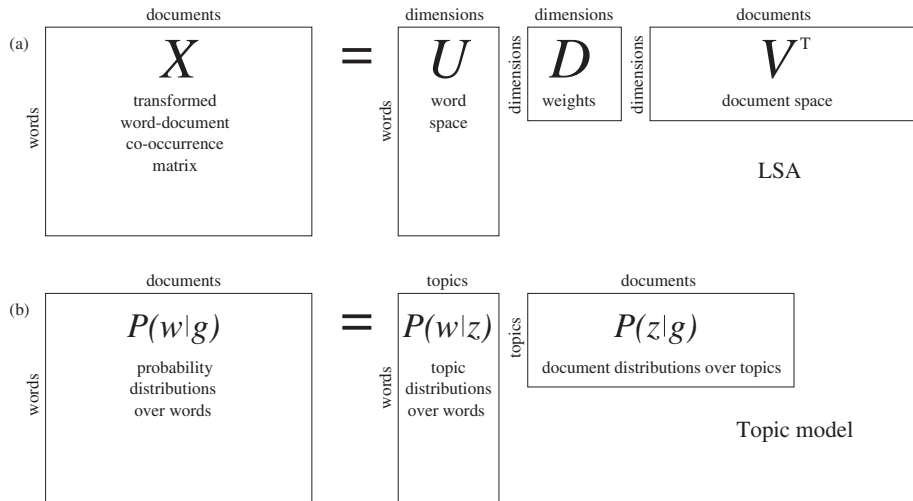 documents
dimensions
dimensions
documents
(a)
words
X
transformed
word-document
co-occurrence
matrix
=
words
U
word
space
dimensions
D
weights
dimensions
V^T
document space
LSA
documents
topics
documents
(b)
words
P(w|g)
probability
distributions
over words
=
words
P(w|z)
topic
distributions
over words
topics
P(z|g)
document distributions over topics
Topic model